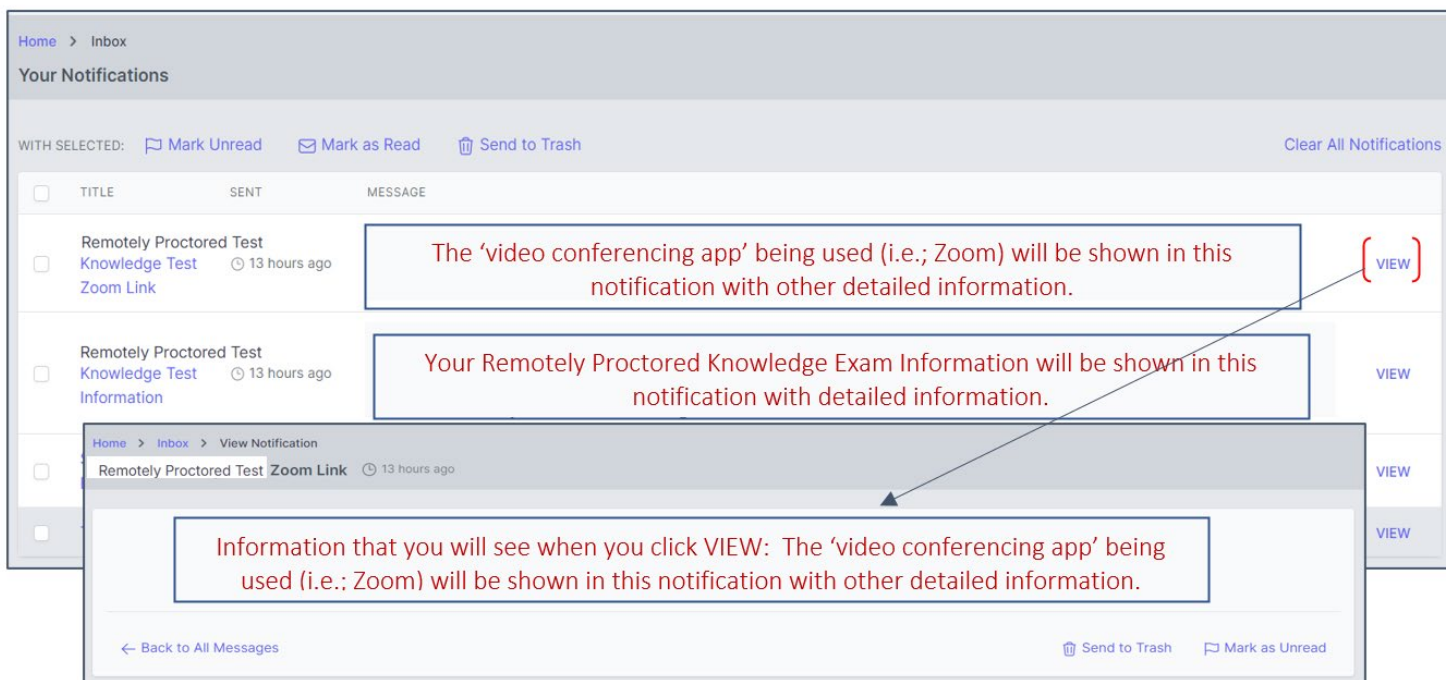 Home > Inbox
Your Notifications
WITH SELECTED: Mark Unread Mark as Read Send to Trash Clear All Notifications
TITLE SENT MESSAGE
Remotely Proctored Test
Knowledge Test 13 hours ago
Zoom Link
The ‘video conferencing app’ being used (i.e.; Zoom) will be shown in this
notification with other detailed information.
VIEW
Remotely Proctored Test
Knowledge Test 13 hours ago
Information
Your Remotely Proctored Knowledge Exam Information will be shown in this
notification with detailed information.
VIEW
VIEW
VIEW
Home > Inbox > View Notification
Remotely Proctored Test Zoom Link 13 hours ago
Information that you will see when you click VIEW: The ‘video conferencing app’ being
used (i.e.; Zoom) will be shown in this notification with other detailed information.
← Back to All Messages Send to Trash Mark as Unread